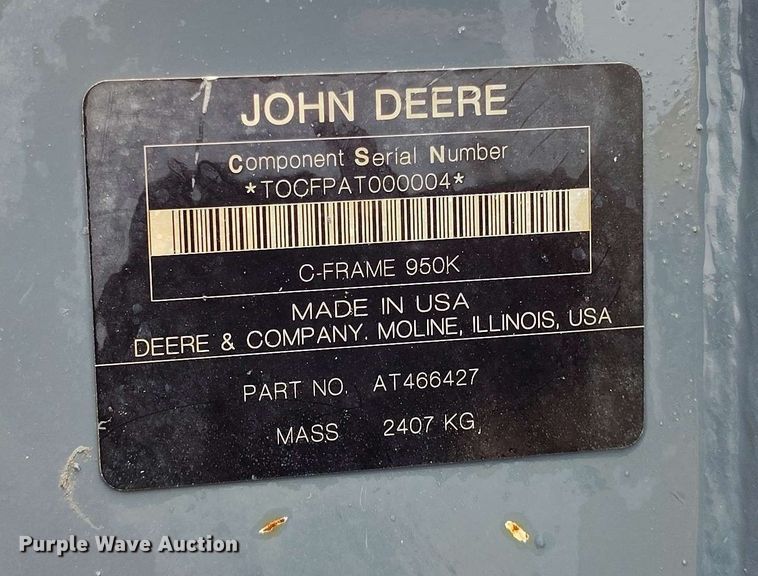 JOHN DEERE
Component Serial Number
*TOCFPAT000004*
C-FRAME 950K
MADE IN USA
DEERE & COMPANY. MOLINE, ILLINOIS, USA
PART NO. AT466427
MASS 2407 KG
Purple Wave Auction